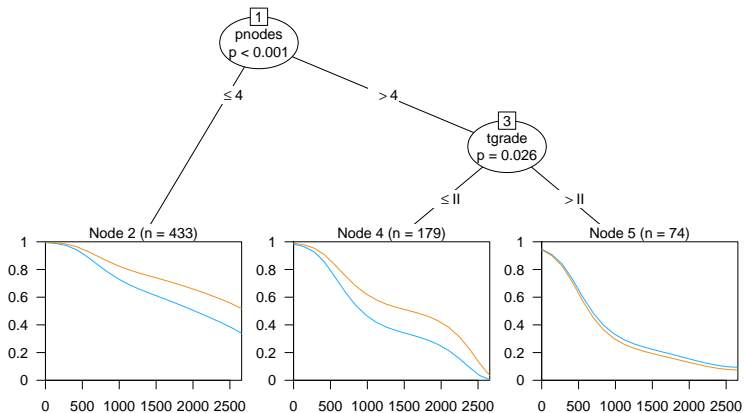 1
pnodes
p < 0.001
≤ 4
> 4
3
tgrade
p = 0.026
≤ II
> II
Node 2 (n = 433)
Node 4 (n = 179)
Node 5 (n = 74)
1
0.8
0.6
0.4
0.2
0
0 500 1000 1500 2000 2500
1
0.8
0.6
0.4
0.2
0
0 500 1000 1500 2000 2500
1
0.8
0.6
0.4
0.2
0
0 500 1000 1500 2000 2500